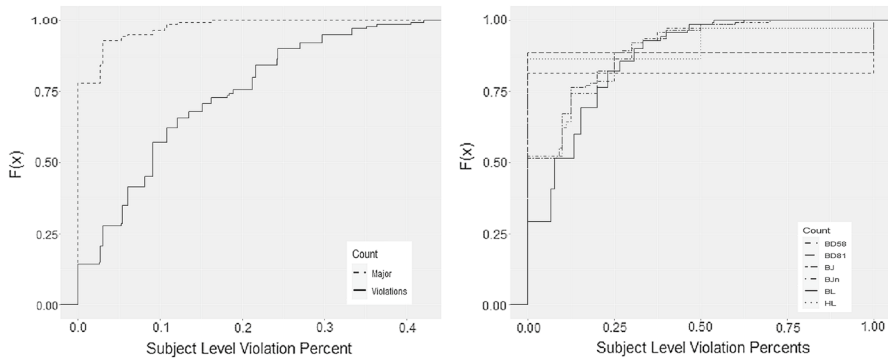 1.00
0.75
0.50
0.25
0.00
F(x)
0.0 0.1 0.2 0.3 0.4
Subject Level Violation Percent
Count
Major
Violations
1.00
0.75
0.50
0.25
0.00
F(x)
0.00 0.25 0.50 0.75 1.00
Subject Level Violation Percents
Count
BD58
BD81
BJ
BJn
BL
HL